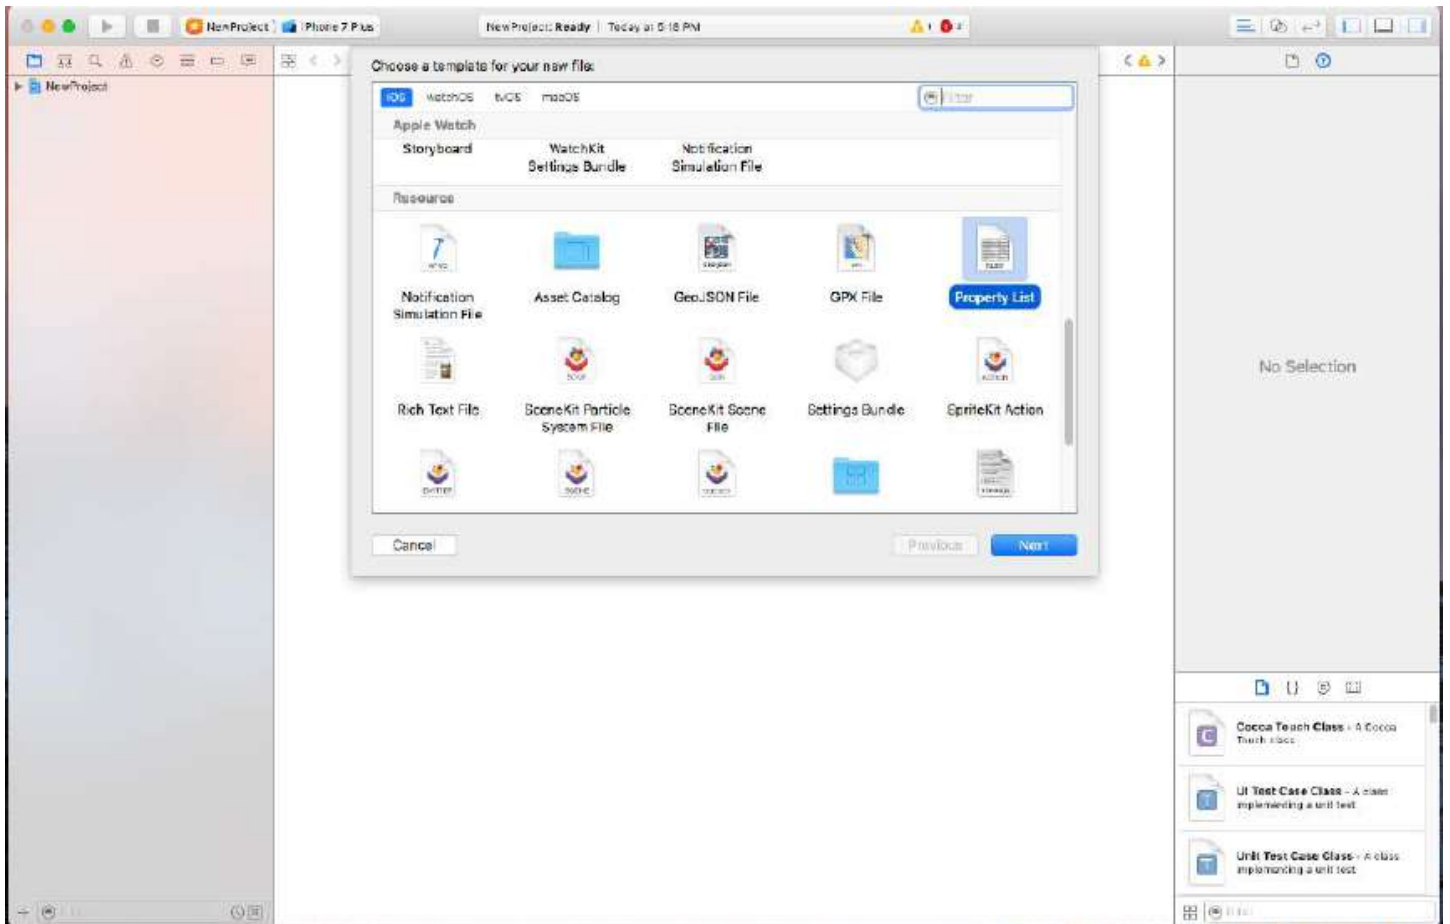 NewProject
iPhone 7 Plus
NewProject: Ready | Today at 5:18 PM
NewProject
Choose a template for your new file:
iOS watchOS tvOS macOS
Filter
Apple Watch
Storyboard
WatchKit
Settings Bundle
Notification
Simulation File
Resource
Notification
Simulation File
Asset Catalog
GeoJSON File
GPX File
Property List
Rich Text File
SceneKit Particle
System File
SceneKit Scene
File
Settings Bundle
SpriteKit Action
Cancel
Previous
Next
No Selection
Cocoa Touch Class - A Cocoa
Touch class
UI Test Case Class - A class
implementing a unit test
Unit Test Case Class - A class
implementing a unit test
Filter